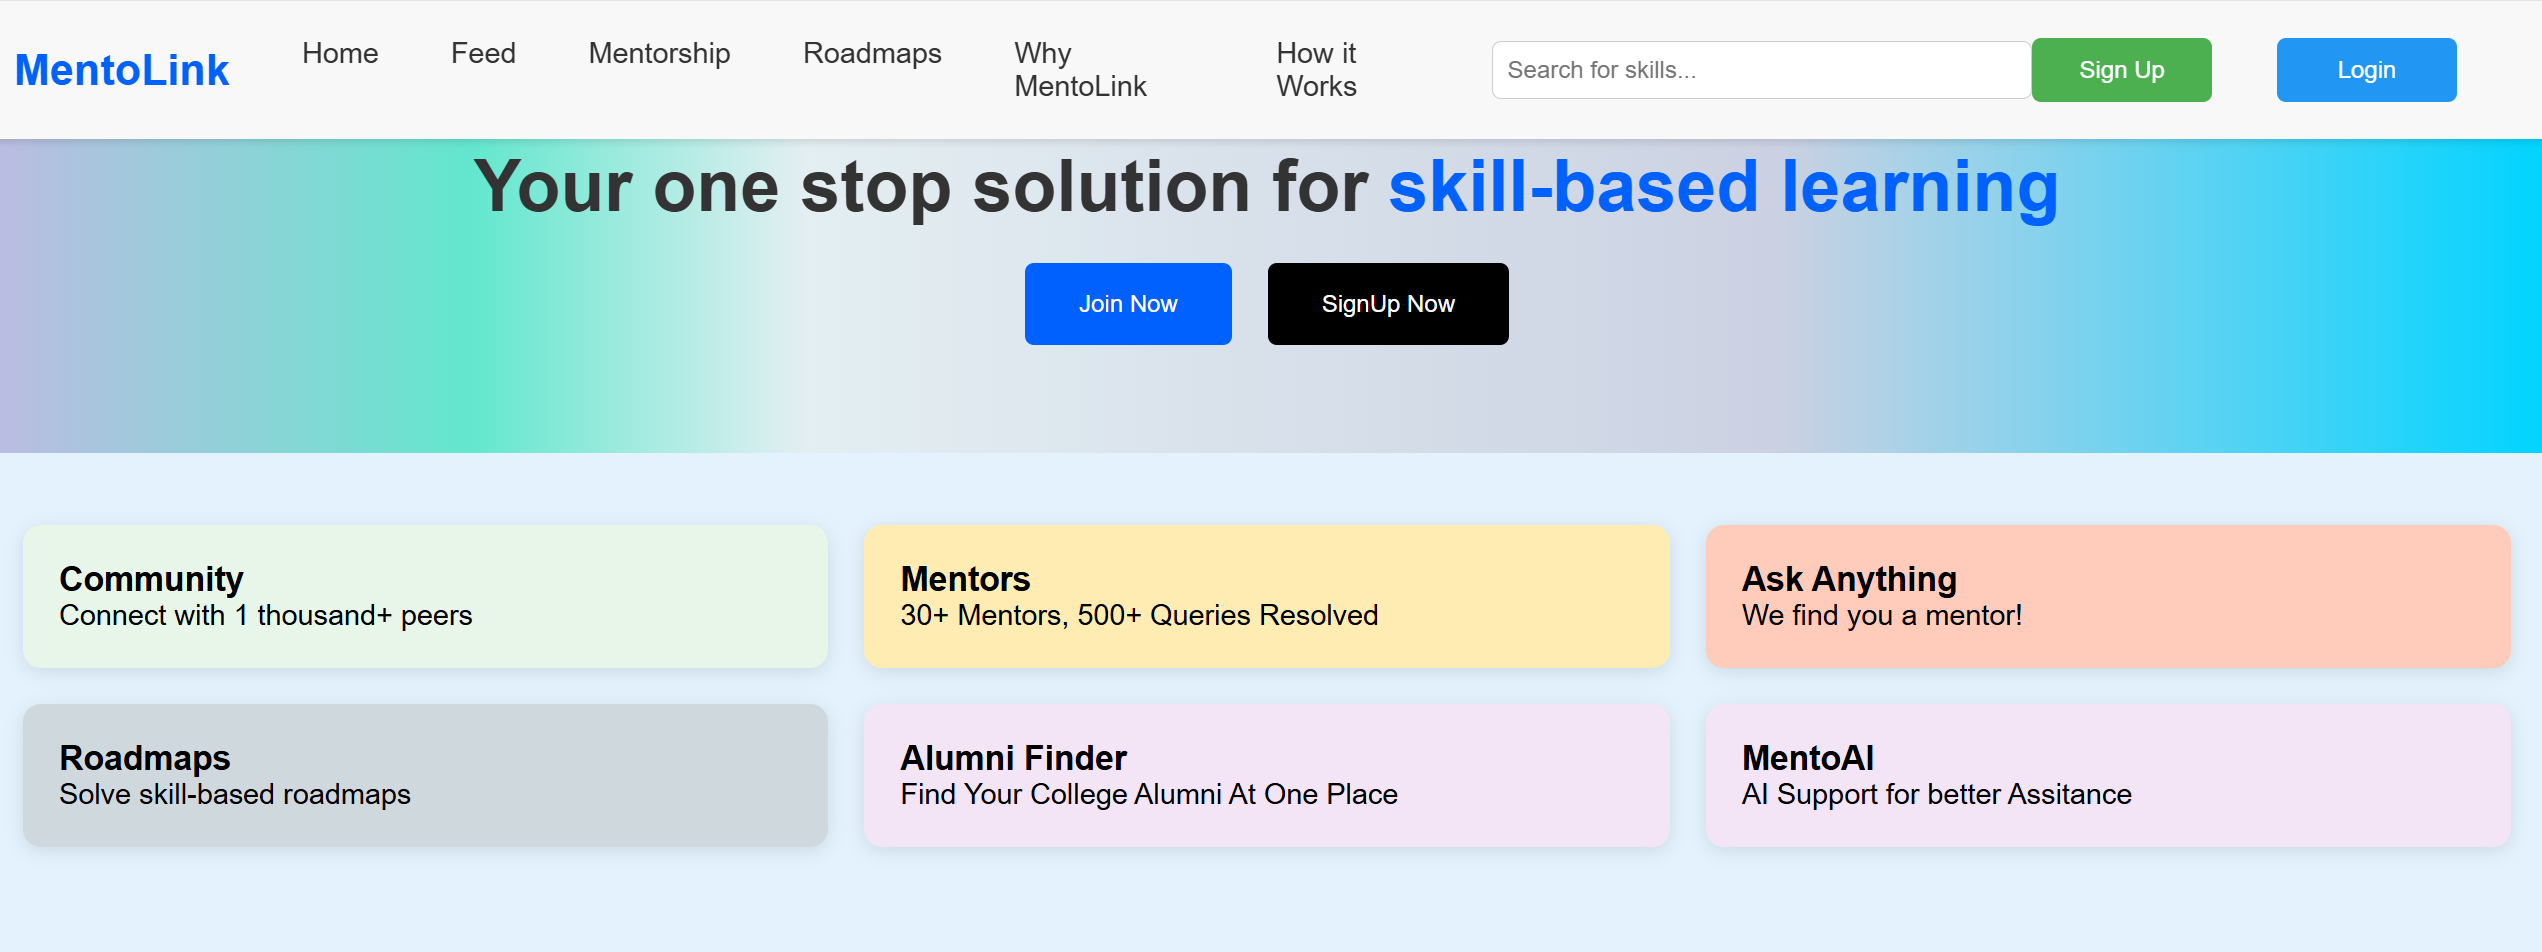 MentoLink
Home
Feed
Mentorship
Roadmaps
Why
MentoLink
How it
Works
Search for skills...
Sign Up
Login
Your one stop solution for skill-based learning
Join Now
SignUp Now
Community
Connect with 1 thousand+ peers
Mentors
30+ Mentors, 500+ Queries Resolved
Ask Anything
We find you a mentor!
Roadmaps
Solve skill-based roadmaps
Alumni Finder
Find Your College Alumni At One Place
MentoAI
AI Support for better Assitance